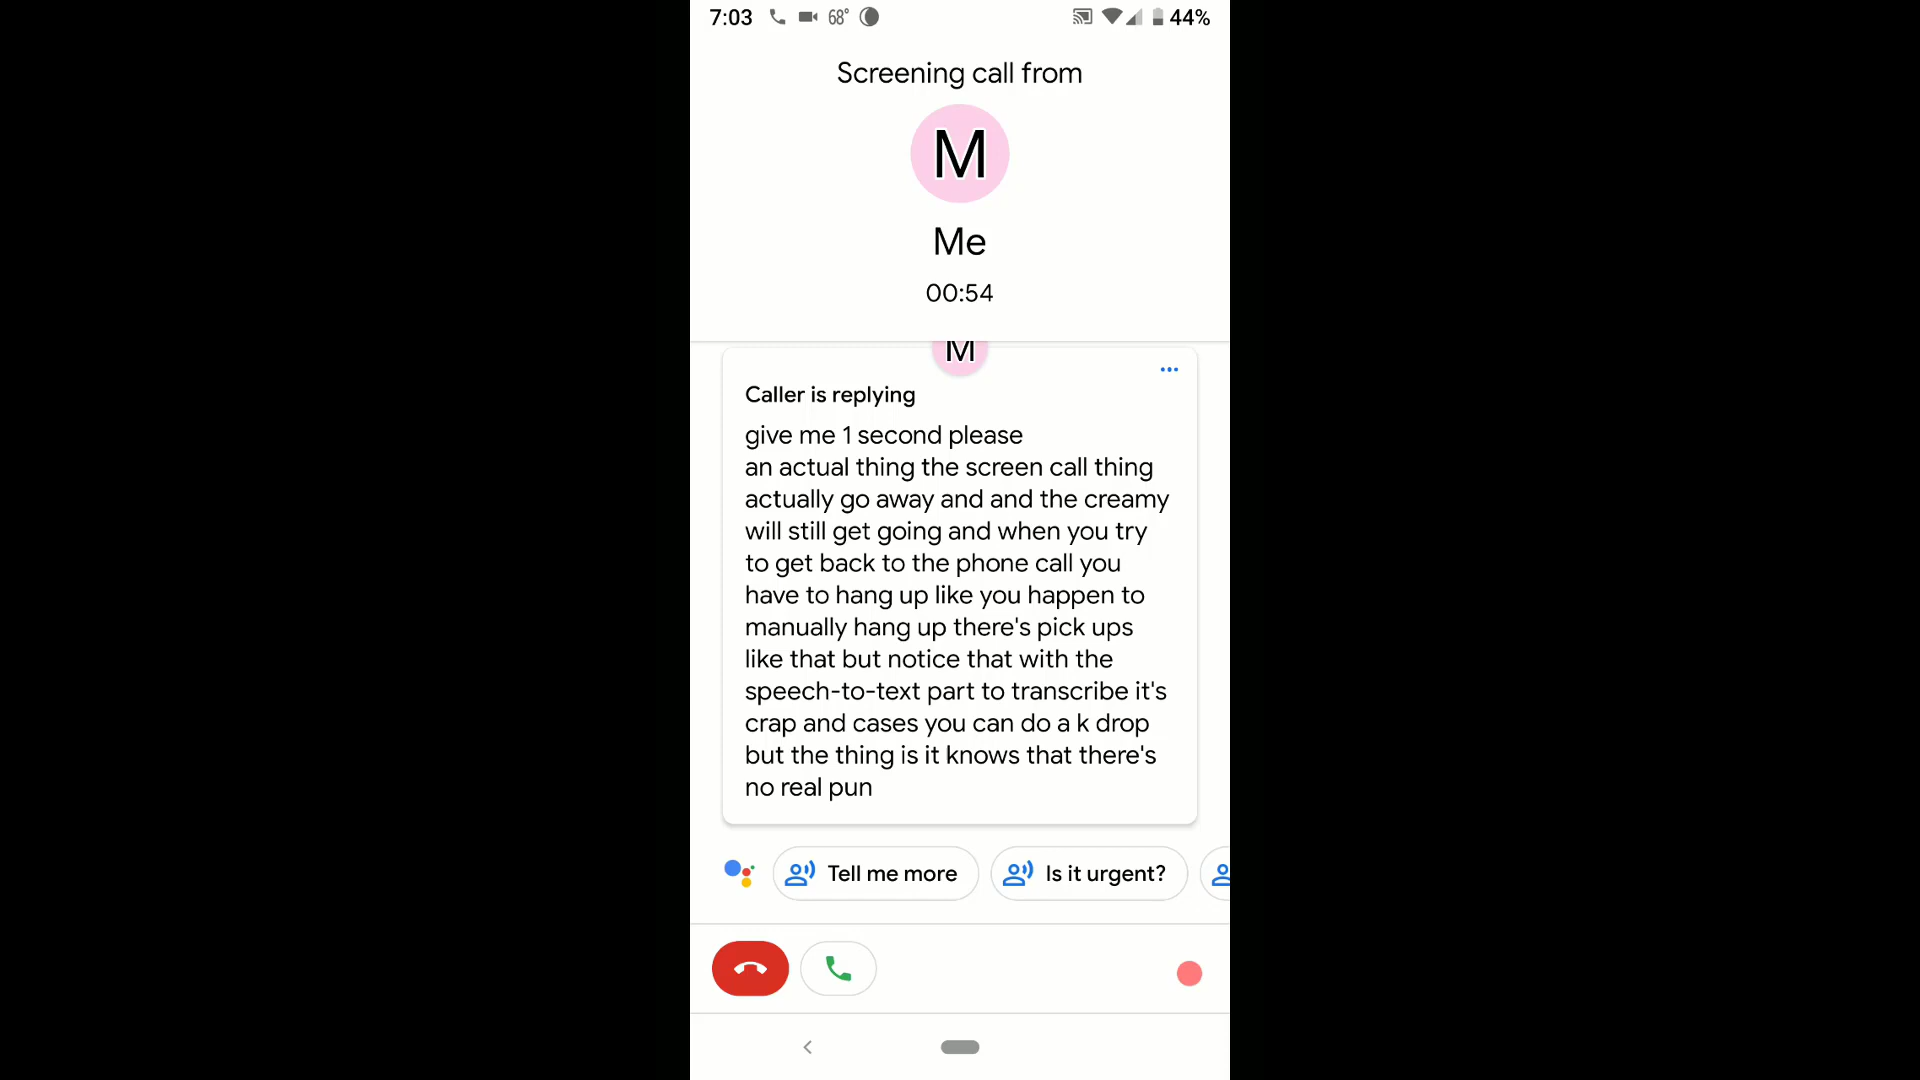 7:03 68° 44%
Screening call from
M
Me
00:54
M
Caller is replying
give me 1 second please
an actual thing the screen call thing
actually go away and and the creamy
will still get going and when you try
to get back to the phone call you
have to hang up like you happen to
manually hang up there's pick ups
like that but notice that with the
speech-to-text part to transcribe it's
crap and cases you can do a k drop
but the thing is it knows that there's
no real pun
Tell me more Is it urgent?